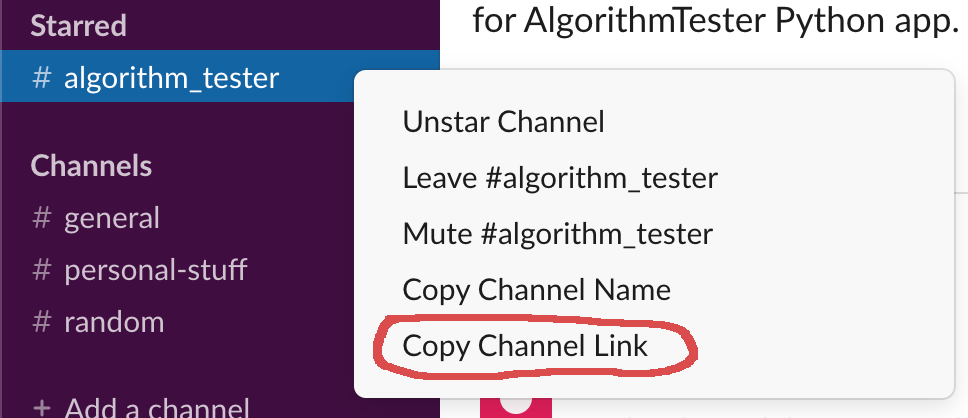 Starred
# algorithm_tester
Channels
# general
# personal-stuff
# random
+ Add a channel
for AlgorithmTester Python app.
Unstar Channel
Leave #algorithm_tester
Mute #algorithm_tester
Copy Channel Name
Copy Channel Link